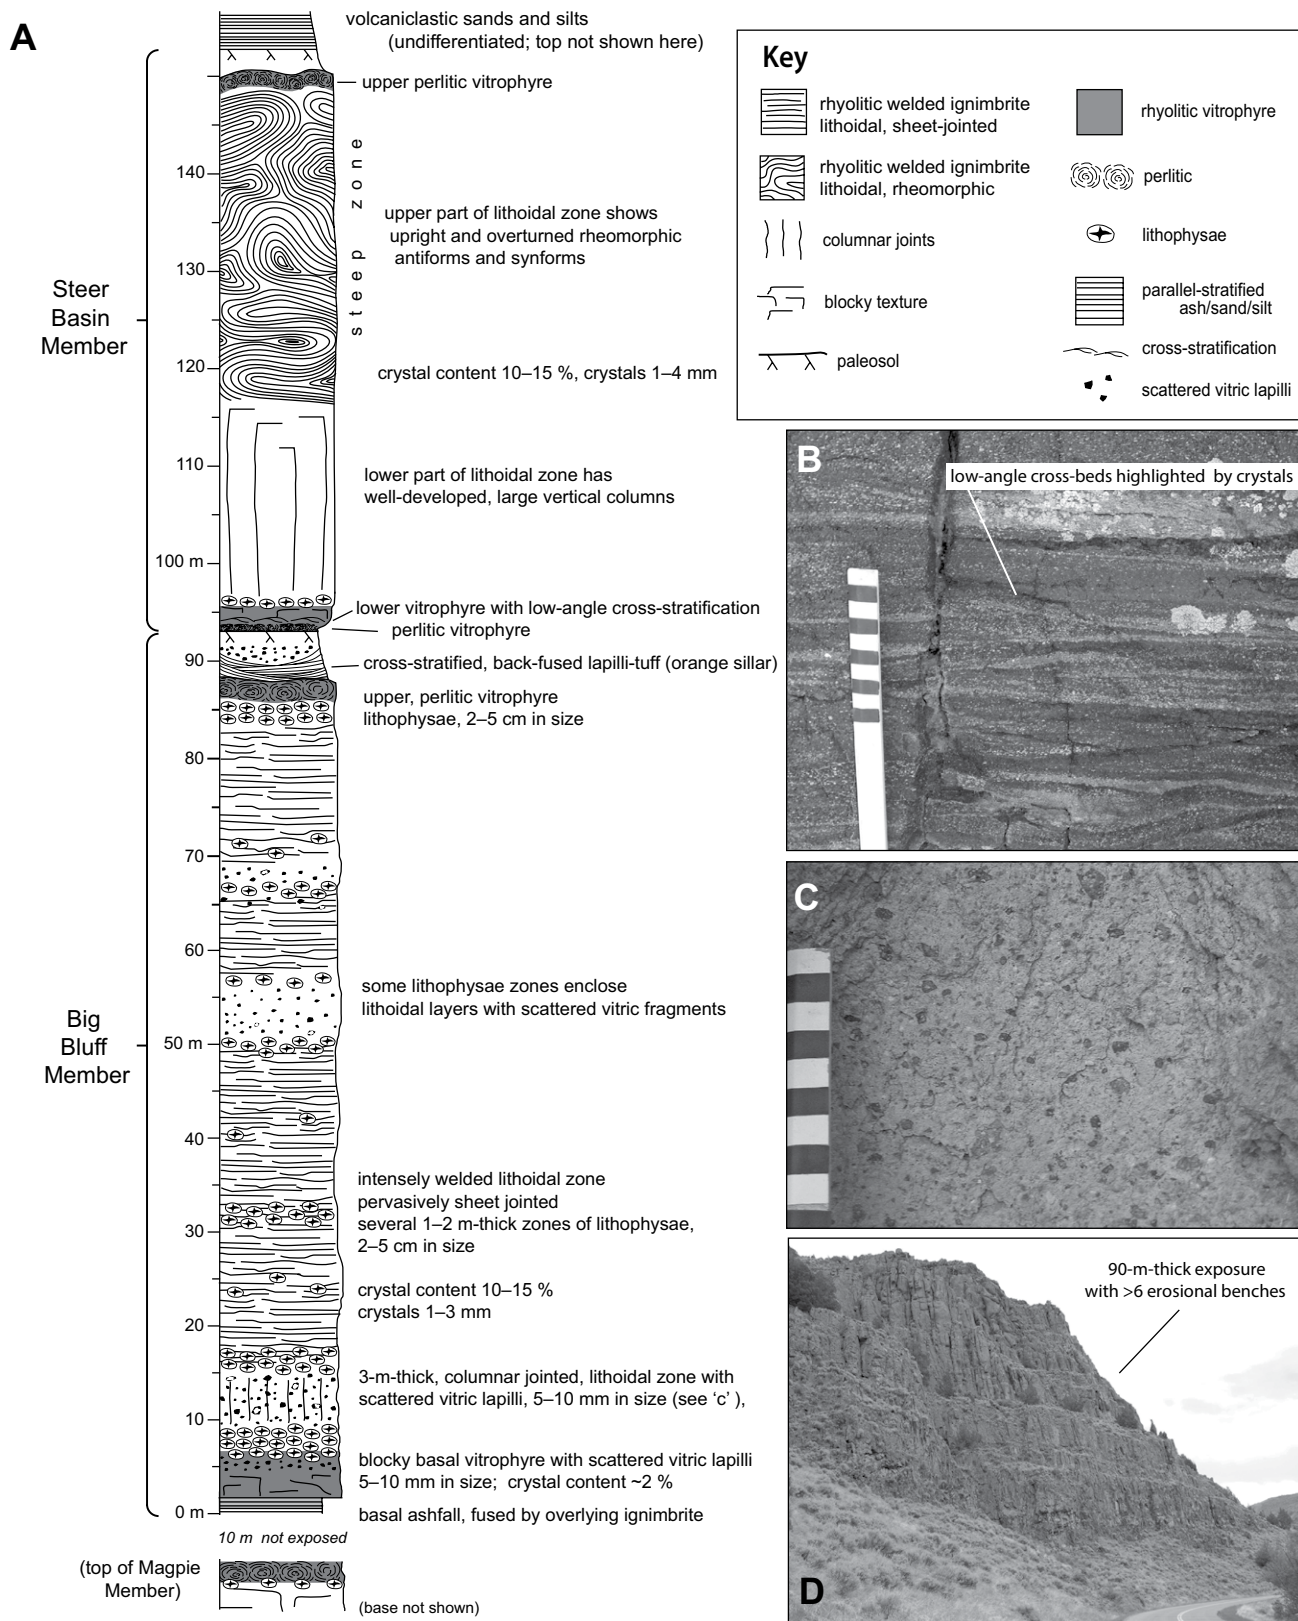 A
volcaniclastic sands and silts
(undifferentiated; top not shown here)
upper perlitic vitrophyre
steep zone
140
upper part of lithoidal zone shows
upright and overturned rheomorphic
antiforms and synforms
130
Steer
Basin
Member
120
crystal content 10–15 %, crystals 1–4 mm
110
lower part of lithoidal zone has
well-developed, large vertical columns
100 m
lower vitrophyre with low-angle cross-stratification
perlitic vitrophyre
90
cross-stratified, back-fused lapilli-tuff (orange sillar)
upper, perlitic vitrophyre
lithophysae, 2–5 cm in size
80
70
60
some lithophysae zones enclose
lithoidal layers with scattered vitric fragments
Big
Bluff
Member
50 m
40
intensely welded lithoidal zone
pervasively sheet jointed
several 1–2 m-thick zones of lithophysae,
2–5 cm in size
30
crystal content 10–15 %
crystals 1–3 mm
20
3-m-thick, columnar jointed, lithoidal zone with
scattered vitric lapilli, 5–10 mm in size (see ‘c’ ),
10
blocky basal vitrophyre with scattered vitric lapilli
5–10 mm in size; crystal content ~2 %
0 m
basal ashfall, fused by overlying ignimbrite
10 m not exposed
(top of Magpie
Member)
(base not shown)
Key
rhyolitic welded ignimbrite
lithoidal, sheet-jointed
rhyolitic welded ignimbrite
lithoidal, rheomorphic
columnar joints
blocky texture
paleosol
rhyolitic vitrophyre
perlitic
lithophysae
parallel-stratified
ash/sand/silt
cross-stratification
scattered vitric lapilli
B
low-angle cross-beds highlighted by crystals
C
90-m-thick exposure
with >6 erosional benches
D